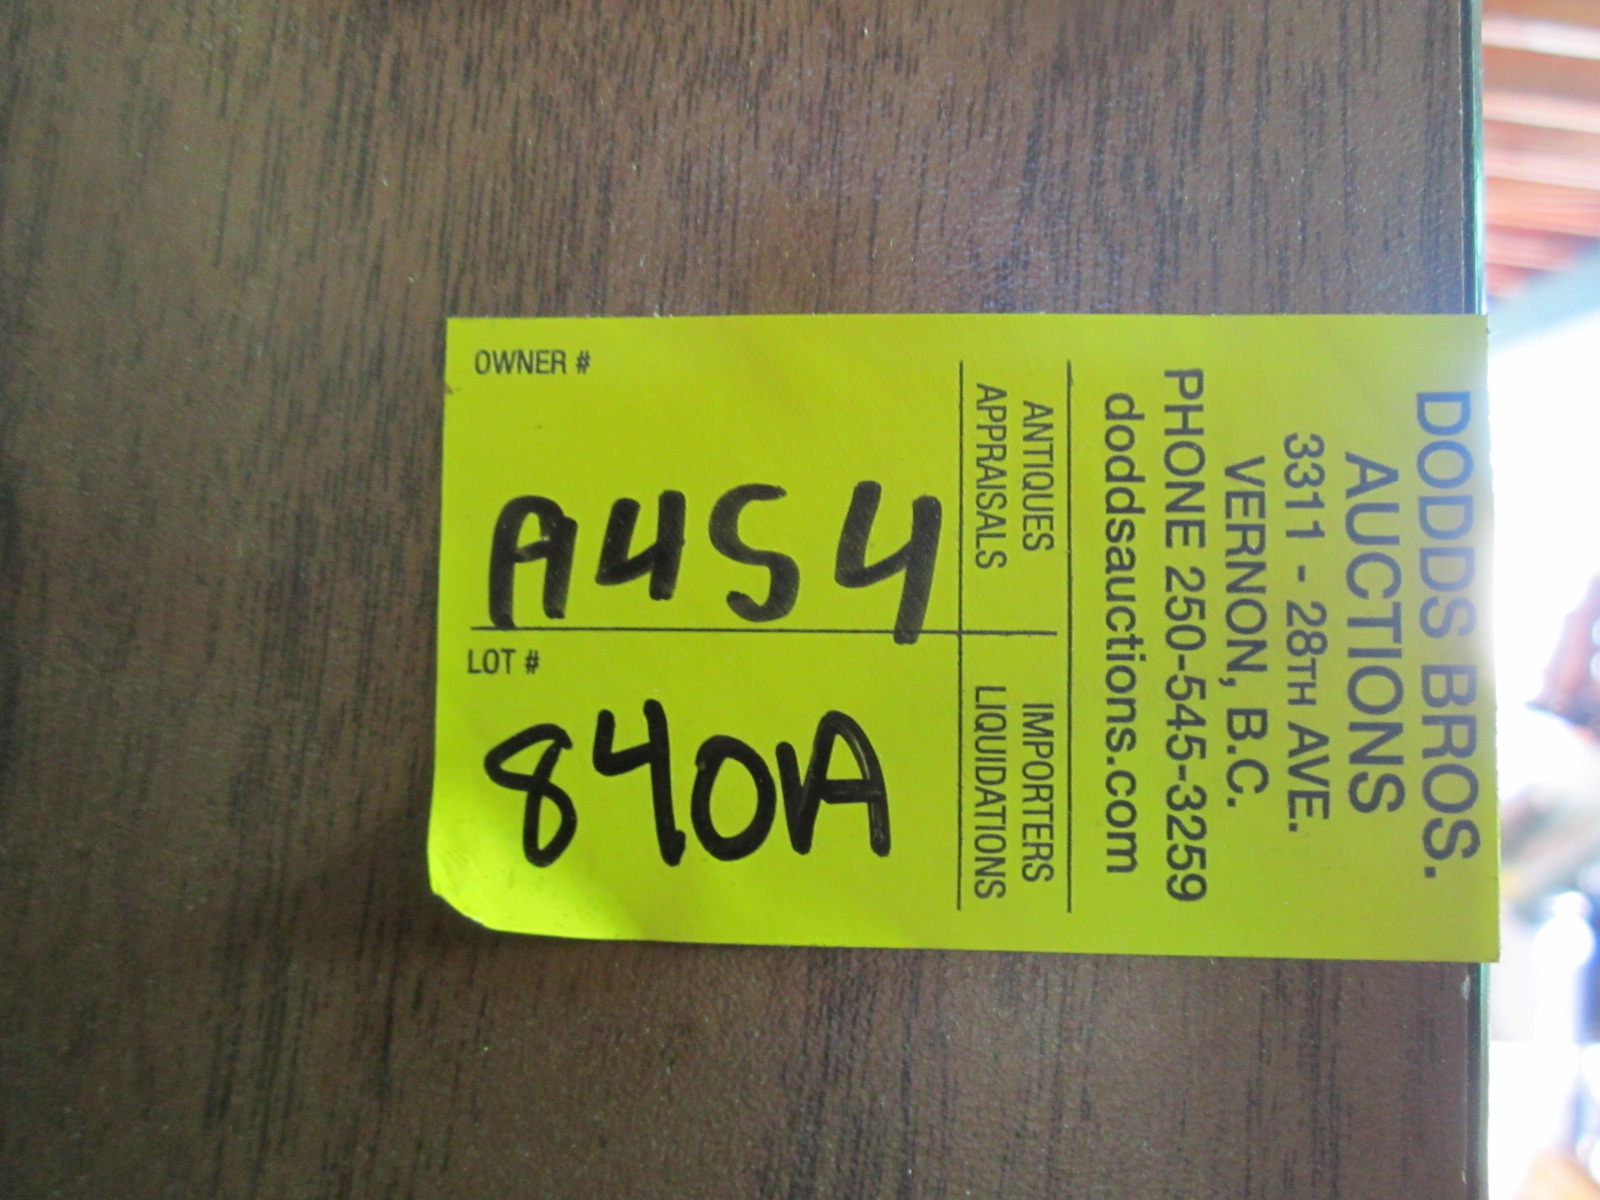 DODDS BROS.
AUCTIONS
3311 - 28TH AVE.
VERNON, B.C.
PHONE 250-545-3259
doddsauctions.com
ANTIQUES IMPORTERS
APPRAISALS LIQUIDATIONS
OWNER #
A454
LOT #
840A